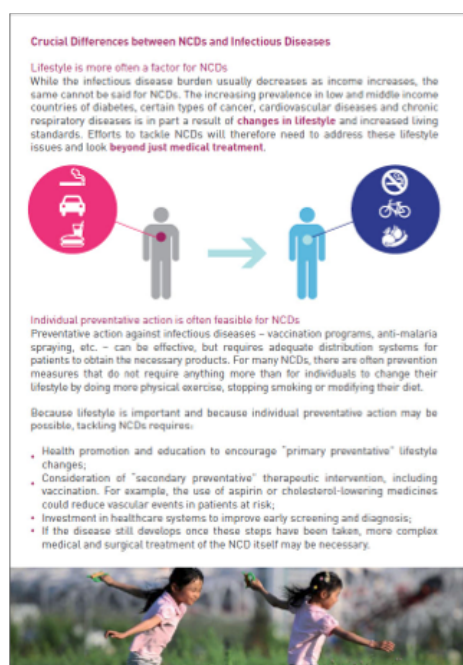 Crucial Differences between NCDs and Infectious Diseases
Lifestyle is more often a factor for NCDs
While the infectious disease burden usually decreases as income increases, the
same cannot be said for NCDs. The increasing prevalence in low and middle income
countries of diabetes, certain types of cancer, cardiovascular diseases and chronic
respiratory diseases is in part a result of changes in lifestyle and increased living
standards. Efforts to tackle NCDs will therefore need to address these lifestyle
issues and look beyond just medical treatment.
Individual preventative action is often feasible for NCDs
Preventative action against infectious diseases – vaccination programs, anti-malaria
spraying, etc. – can be effective, but requires adequate distribution systems for
patients to obtain the necessary products. For many NCDs, there are often prevention
measures that do not require anything more than for individuals to change their
lifestyle by doing more physical exercise, stopping smoking or modifying their diet.
Because lifestyle is important and because individual preventative action may be
possible, tackling NCDs requires:
• Health promotion and education to encourage "primary preventative" lifestyle
changes;
• Consideration of "secondary preventative" therapeutic intervention, including
vaccination. For example, the use of aspirin or cholesterol-lowering medicines
could reduce vascular events in patients at risk;
• Investment in healthcare systems to improve early screening and diagnosis;
• If the disease still develops once these steps have been taken, more complex
medical and surgical treatment of the NCD itself may be necessary.